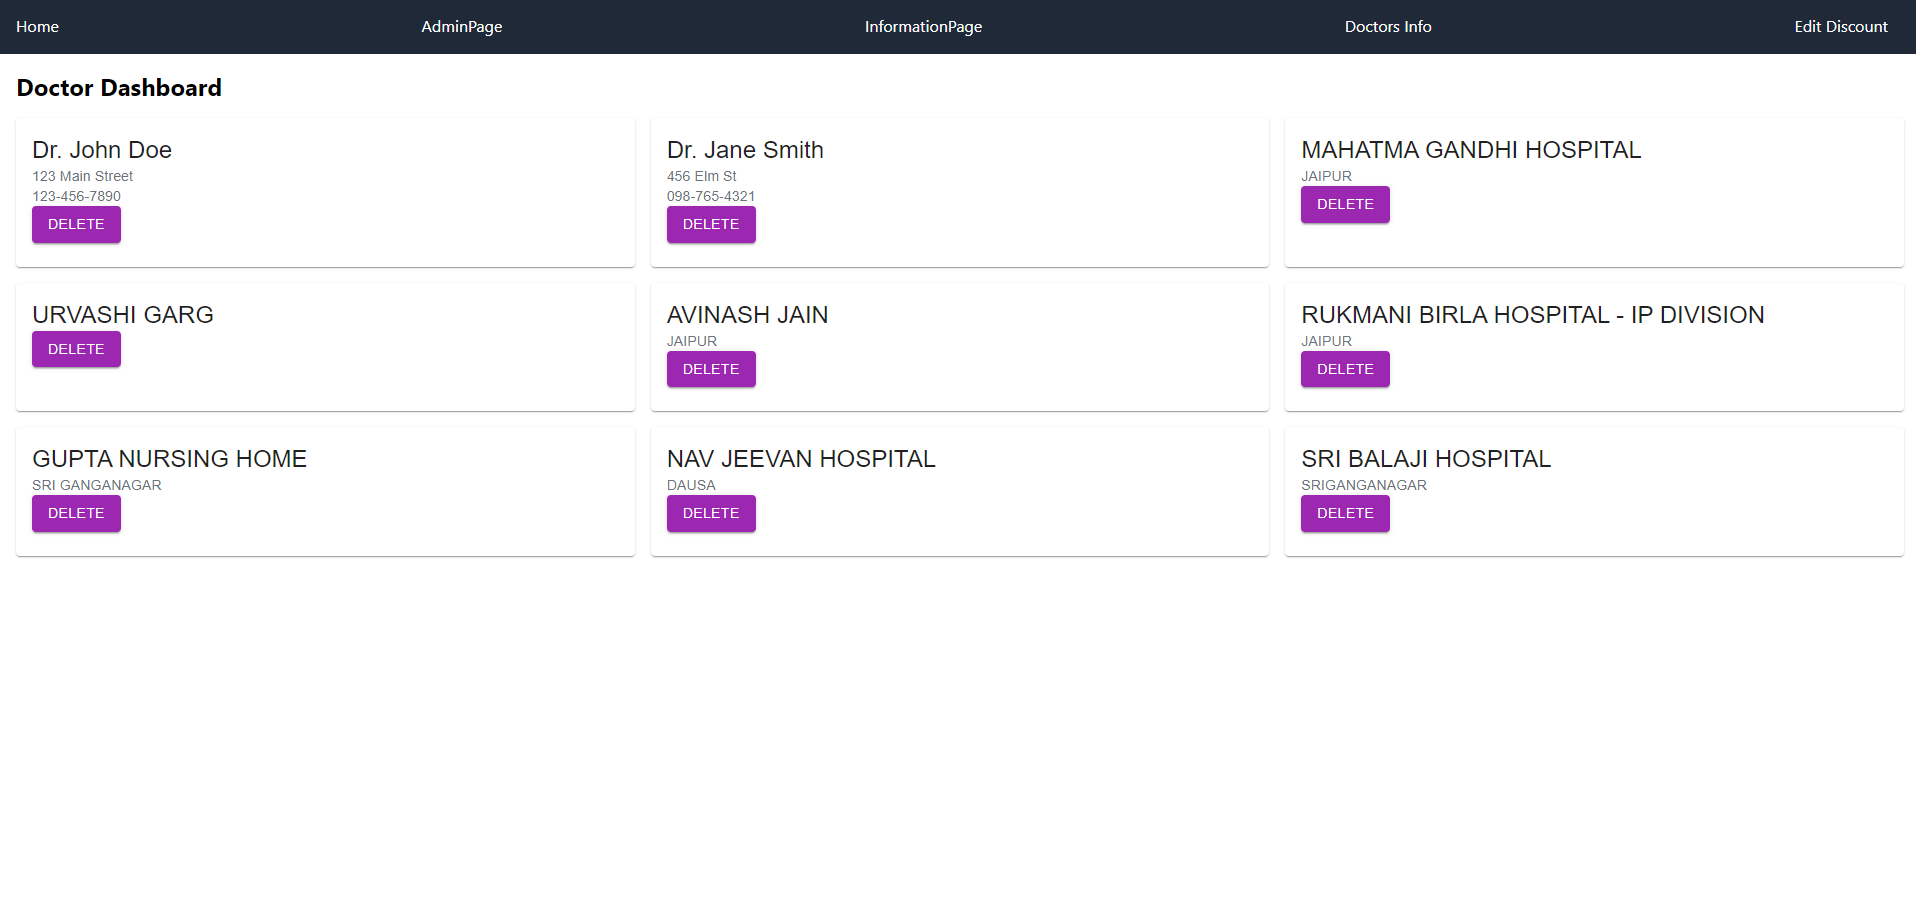 Home
AdminPage
InformationPage
Doctors Info
Edit Discount
Doctor Dashboard
Dr. John Doe
123 Main Street
123-456-7890
DELETE
Dr. Jane Smith
456 Elm St
098-765-4321
DELETE
MAHATMA GANDHI HOSPITAL
JAIPUR
DELETE
URVASHI GARG
DELETE
AVINASH JAIN
JAIPUR
DELETE
RUKMANI BIRLA HOSPITAL - IP DIVISION
JAIPUR
DELETE
GUPTA NURSING HOME
SRI GANGANAGAR
DELETE
NAV JEEVAN HOSPITAL
DAUSA
DELETE
SRI BALAJI HOSPITAL
SRIGANGANAGAR
DELETE